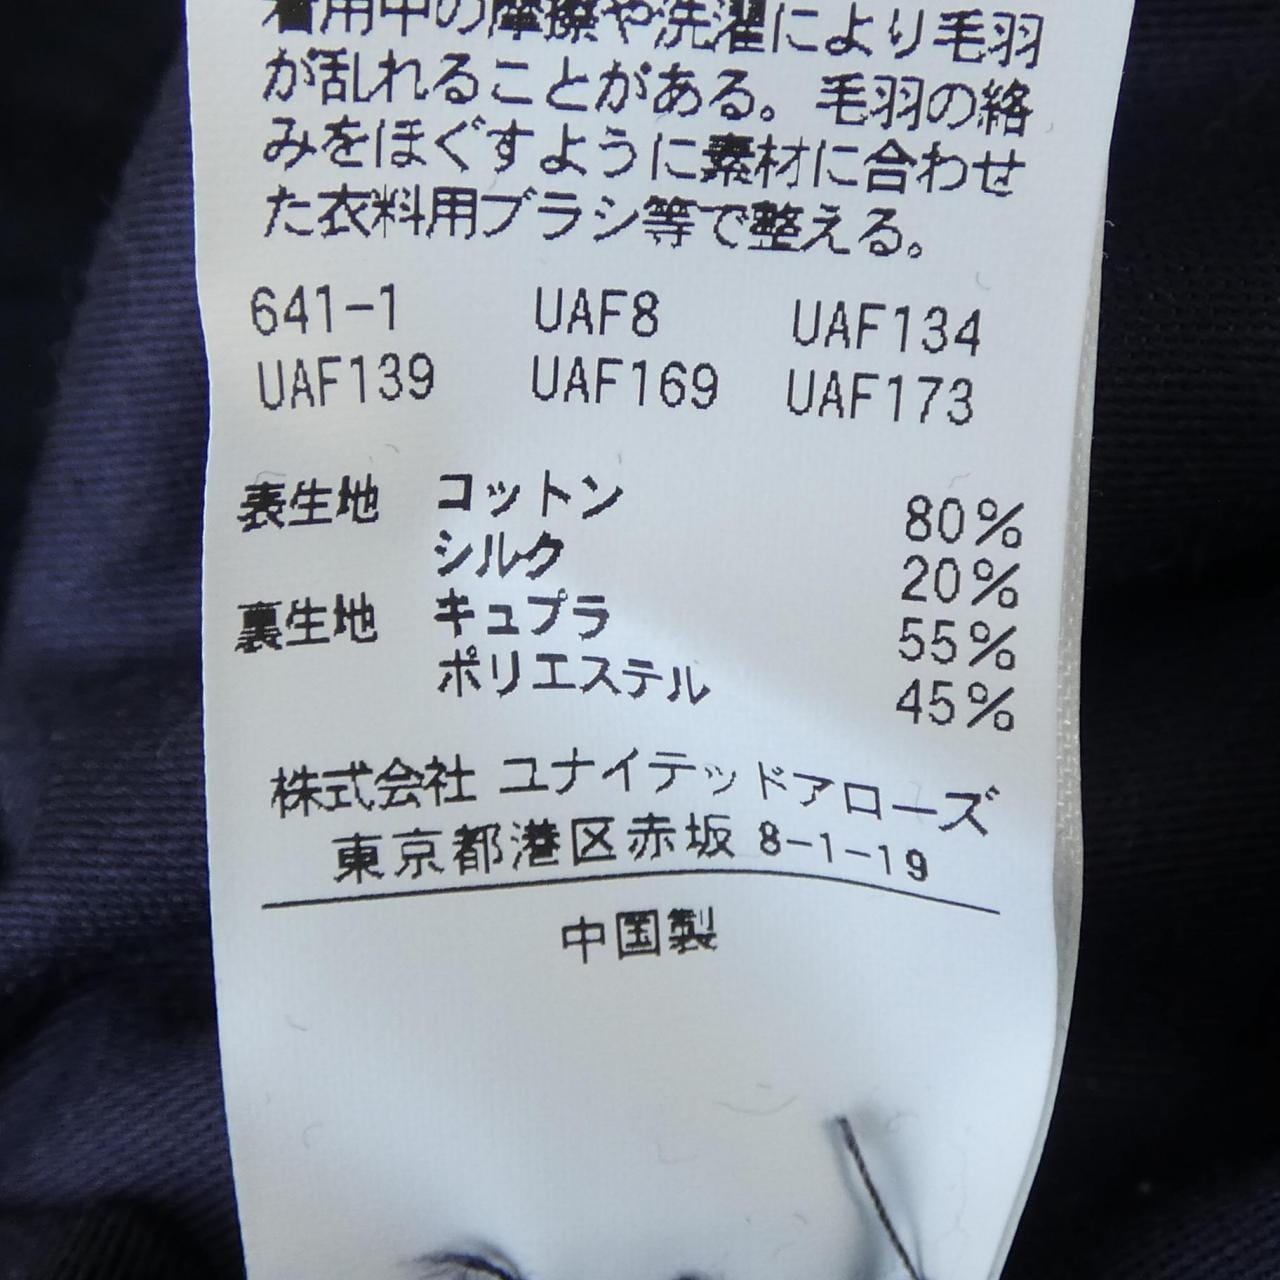 着用中の摩擦や洗濯により毛羽
が乱れることがある。毛羽の絡
みをほぐすように素材に合わせ
た衣料用ブラシ等で整える。
641-1 UAF8 UAF134
UAF139 UAF169 UAF173
表生地 コットン 80%
シルク 20%
裏生地 キュプラ 55%
ポリエステル 45%
株式会社 ユナイテッドアローズ
東京都港区赤坂 8-1-19
中国製